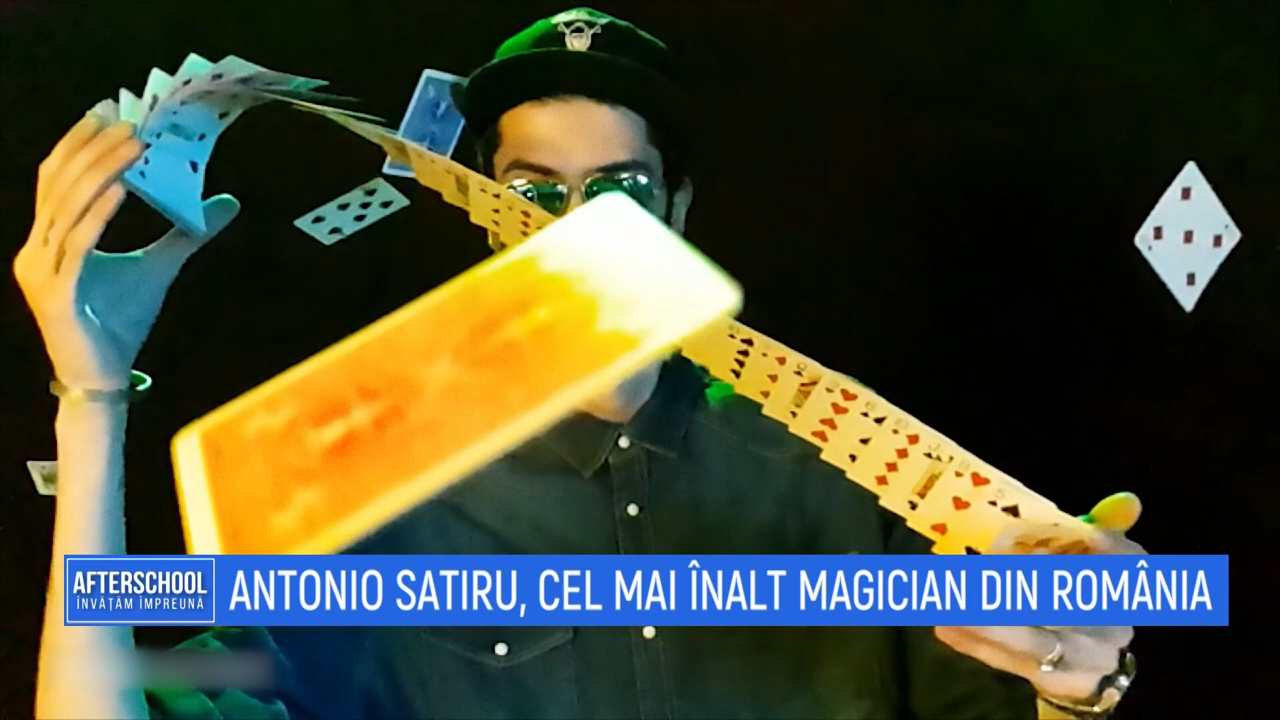 AFTERSCHOOL
ÎNVĂȚĂM ÎMPREUNĂ
ANTONIO SATIRU, CEL MAI ÎNALT MAGICIAN DIN ROMÂNIA